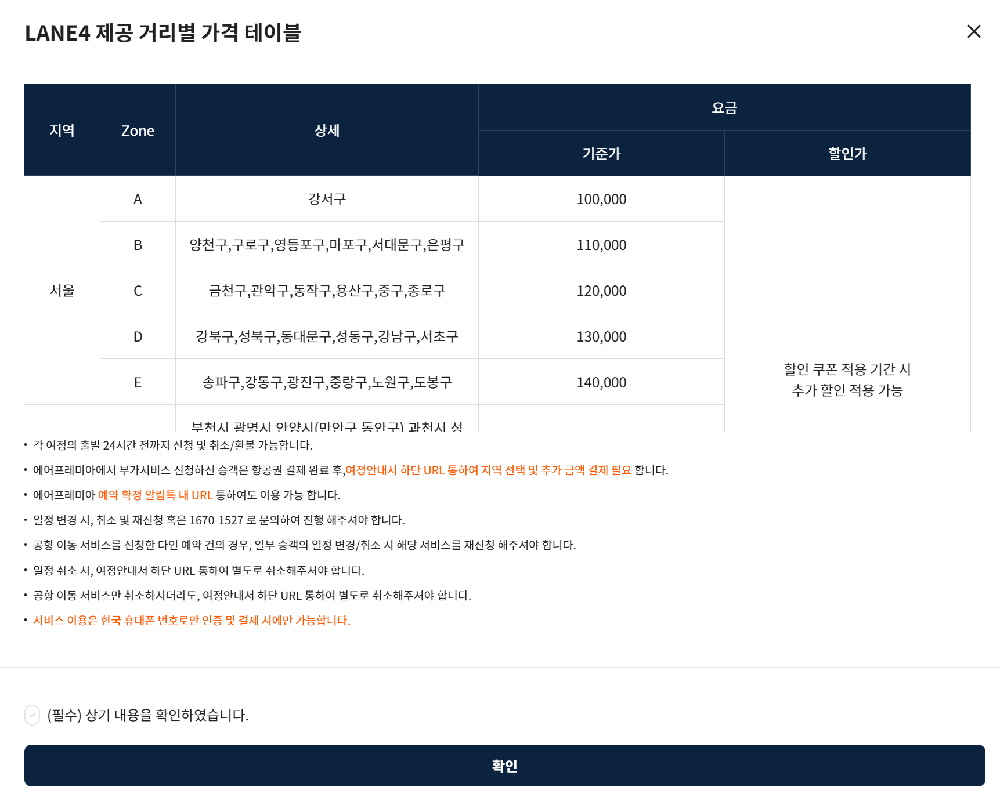 LANE4 제공 거리별 가격 테이블
지역
Zone
상세
요금
기준가
할인가
서울
A
강서구
100,000
B
양천구,구로구,영등포구,마포구,서대문구,은평구
110,000
C
금천구,관악구,동작구,용산구,중구,종로구
120,000
D
강북구,성북구,동대문구,성동구,강남구,서초구
130,000
E
송파구,강동구,광진구,중랑구,노원구,도봉구
140,000
할인 쿠폰 적용 기간 시
추가 할인 적용 가능
부천시,광명시,안양시(만안구,동안구),과천시,성
• 각 여정의 출발 24시간 전까지 신청 및 취소/환불 가능합니다.
• 에어프레미아에서 부가서비스 신청하신 승객은 항공권 결제 완료 후,여정안내서 하단 URL 통하여 지역 선택 및 추가 금액 결제 필요 합니다.
• 에어프레미아 예약 확정 알림톡 내 URL 통하여도 이용 가능 합니다.
• 일정 변경 시, 취소 및 재신청 혹은 1670-1527 로 문의하여 진행 해주셔야 합니다.
• 공항 이동 서비스를 신청한 다인 예약 건의 경우, 일부 승객의 일정 변경/취소 시 해당 서비스를 재신청 해주셔야 합니다.
• 일정 취소 시, 여정안내서 하단 URL 통하여 별도로 취소해주셔야 합니다.
• 공항 이동 서비스만 취소하시더라도, 여정안내서 하단 URL 통하여 별도로 취소해주셔야 합니다.
• 서비스 이용은 한국 휴대폰 번호로만 인증 및 결제 시에만 가능합니다.
(필수) 상기 내용을 확인하였습니다.
확인